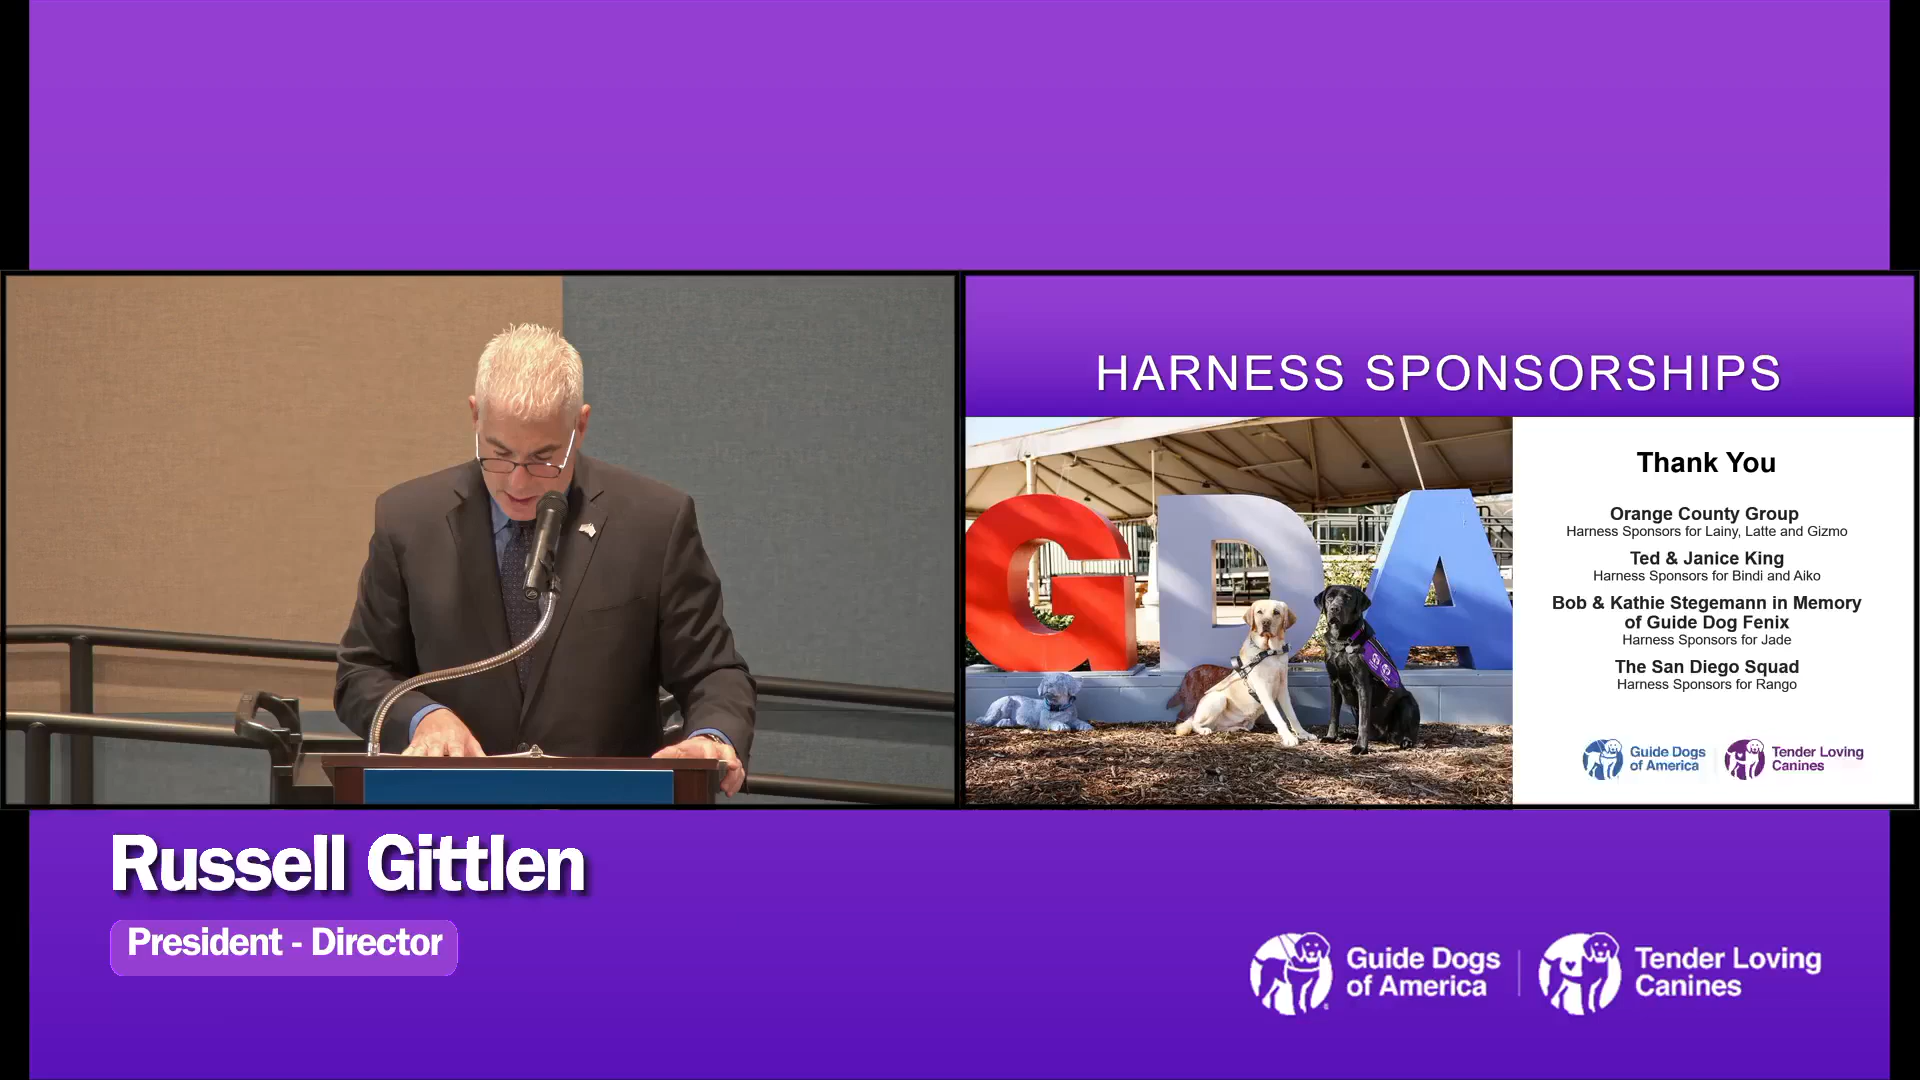 HARNESS SPONSORSHIPS
GDA
Thank You
Orange County Group
Harness Sponsors for Lainy, Latte and Gizmo
Ted & Janice King
Harness Sponsors for Bindi and Aiko
Bob & Kathie Stegemann in Memory
of Guide Dog Fenix
Harness Sponsors for Jade
The San Diego Squad
Harness Sponsors for Rango
Guide Dogs
of America
Tender Loving
Canines
Russell Gittlen
President - Director
Guide Dogs
of America
Tender Loving
Canines